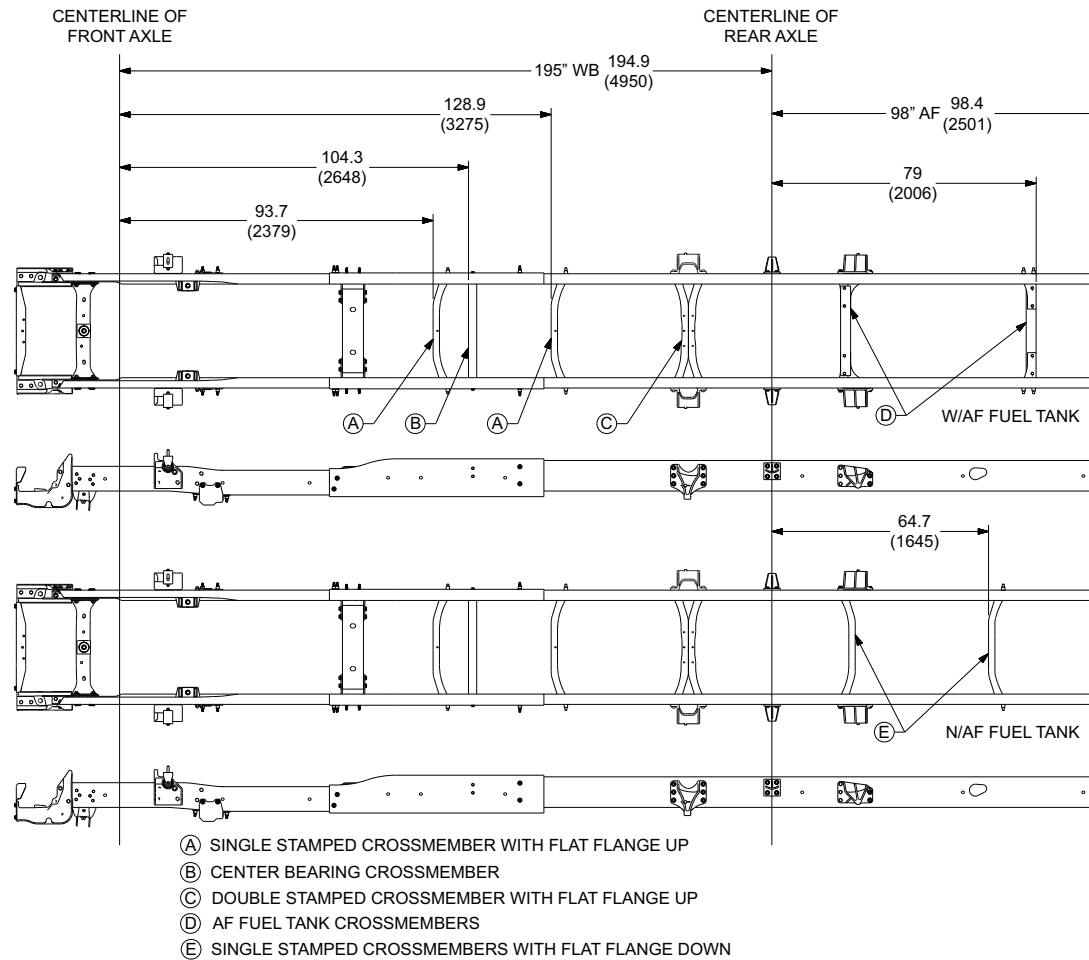 CENTERLINE OF
FRONT AXLE
CENTERLINE OF
REAR AXLE
195” WB 194.9
(4950)
128.9
(3275)
98” AF 98.4
(2501)
104.3
(2648)
79
(2006)
93.7
(2379)
A
B
A
C
D
W/AF FUEL TANK
64.7
(1645)
E
N/AF FUEL TANK
A SINGLE STAMPED CROSSMEMBER WITH FLAT FLANGE UP
B CENTER BEARING CROSSMEMBER
C DOUBLE STAMPED CROSSMEMBER WITH FLAT FLANGE UP
D AF FUEL TANK CROSSMEMBERS
E SINGLE STAMPED CROSSMEMBERS WITH FLAT FLANGE DOWN